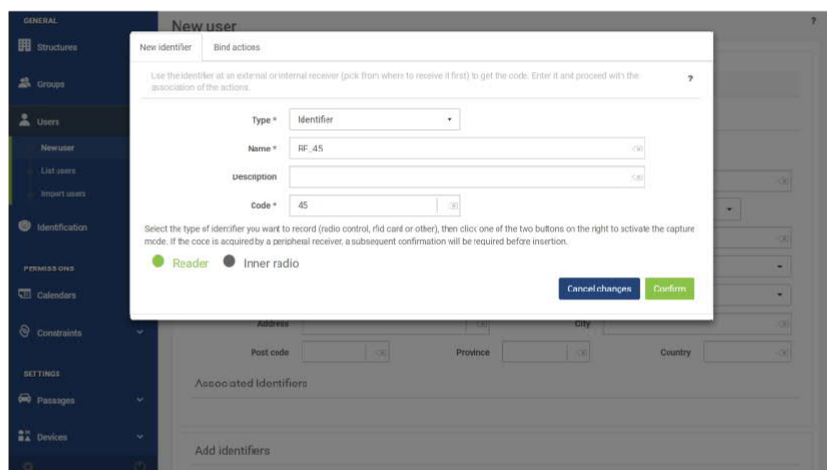 GENERAL
Structures
Groups
Users
New user
List users
Import users
Identification
PERMISSIONS
Calendars
Constraints
SETTINGS
Passages
Devices
New user
?
New identifier
Bind actions
Use the identifier at an external or internal receiver (pick from where to receive it first) to get the code. Enter it and proceed with the
association of the actions.
?
Type *
Identifier
Name *
RF_45
Description
Code *
45
Select the type of identifier you want to record (radio control, rfid card or other), then click one of the two buttons on the right to activate the capture
mode. If the code is acquired by a peripheral receiver, a subsequent confirmation will be required before insertion.
Reader
Inner radio
Cancel changes
Confirm
Address
City
Post code
Province
Country
Associated Identifiers
Add identifiers